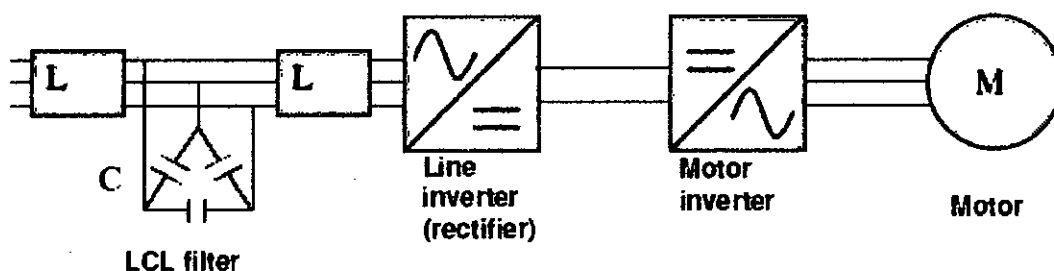 L
L
M
C
Line
inverter
(rectifier)
Motor
inverter
Motor
LCL filter